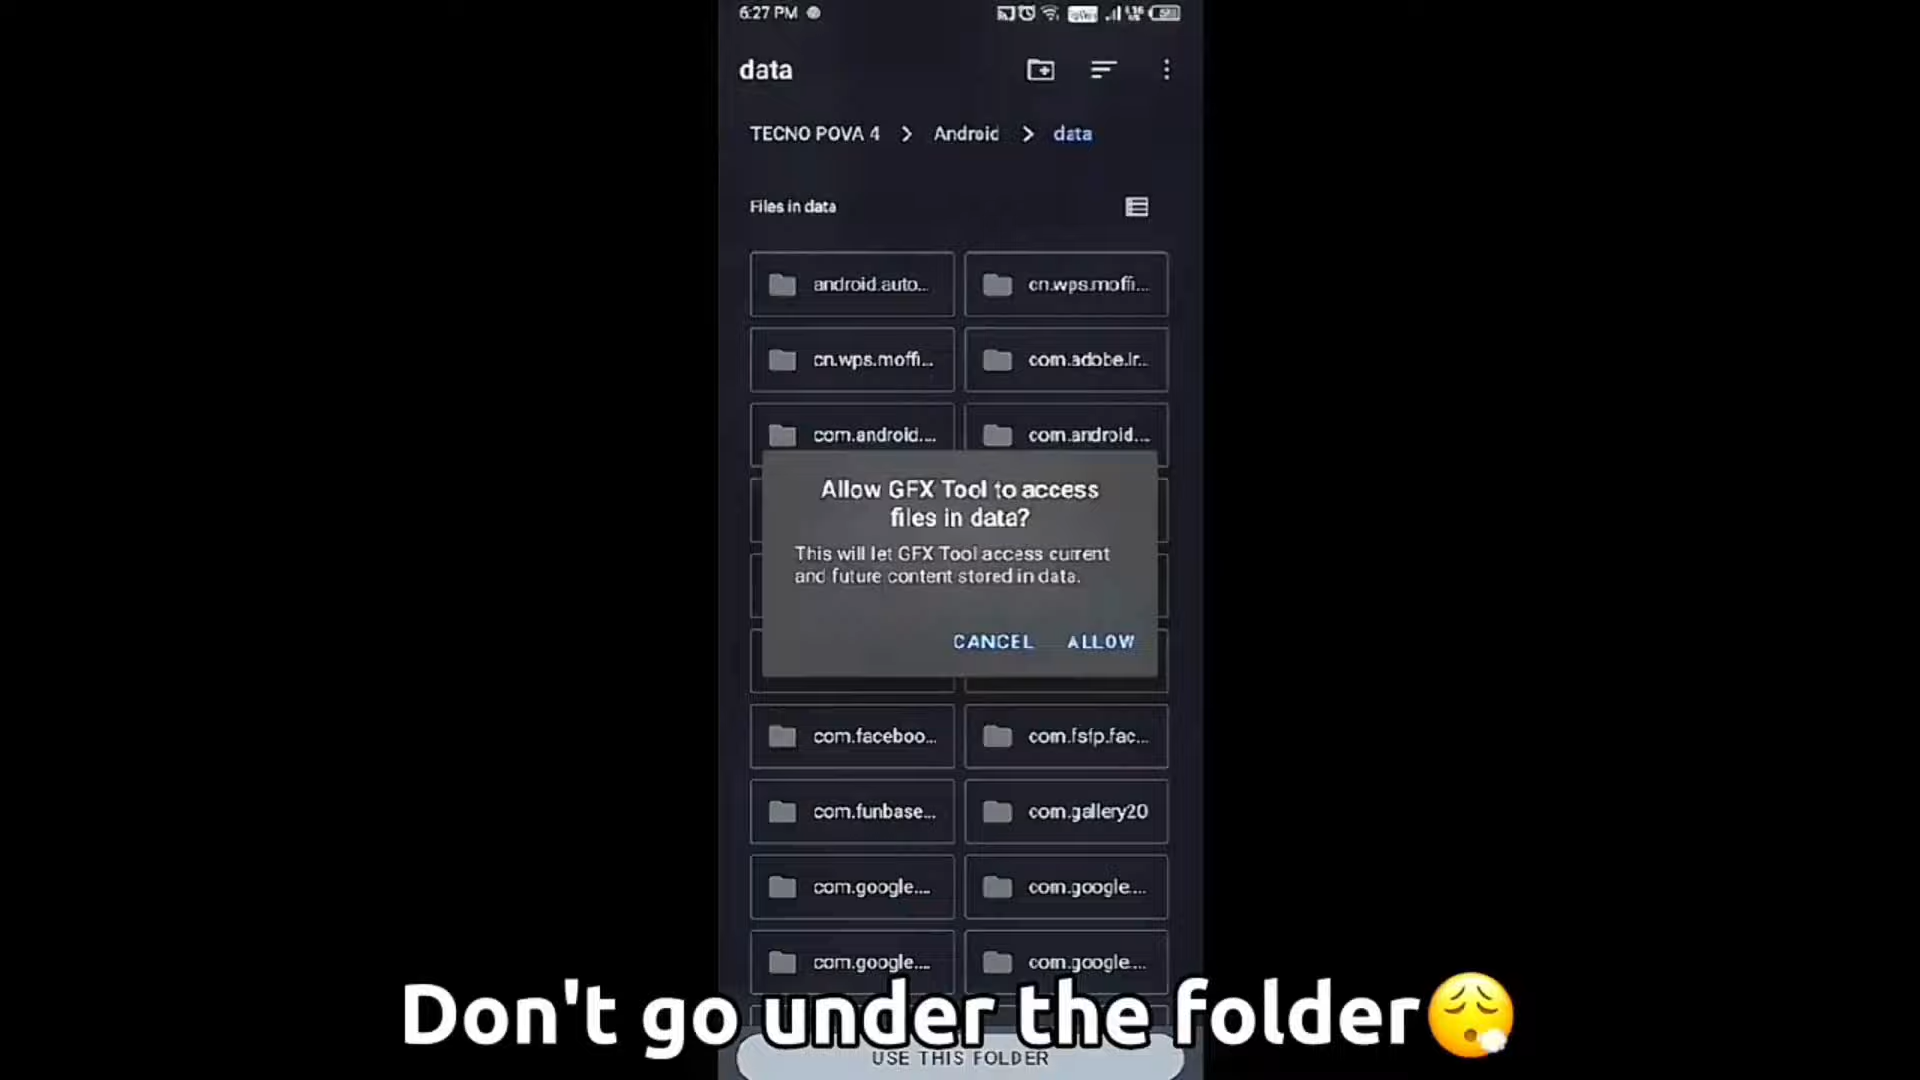 6:27 PM
data
TECNO POVA 4 > Android > data
Files in data
android.auto...
cn.wps.moffi...
cn.wps.moffi...
com.adobe.lr...
com.android....
com.android....
Allow GFX Tool to access
files in data?
This will let GFX Tool access current
and future content stored in data.
CANCEL ALLOW
com.faceboo...
com.fsfp.fac...
com.funbase...
com.gallery20
com.google....
com.google....
com.google....
com.google....
Don't go under the folder😮‍💨
USE THIS FOLDER